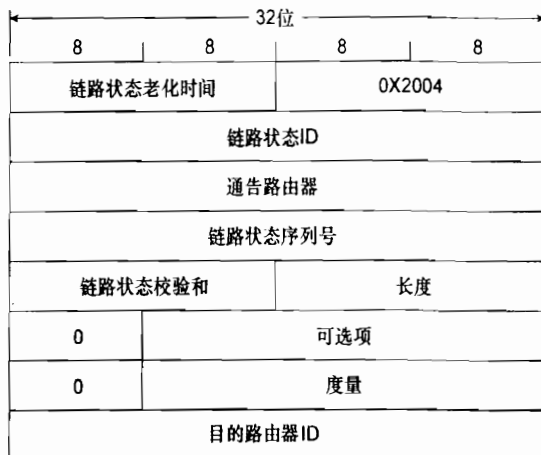 32位
8 8 8 8
链路状态老化时间 0X2004
链路状态ID
通告路由器
链路状态序列号
链路状态校验和 长度
0 可选项
0 度量
目的路由器ID